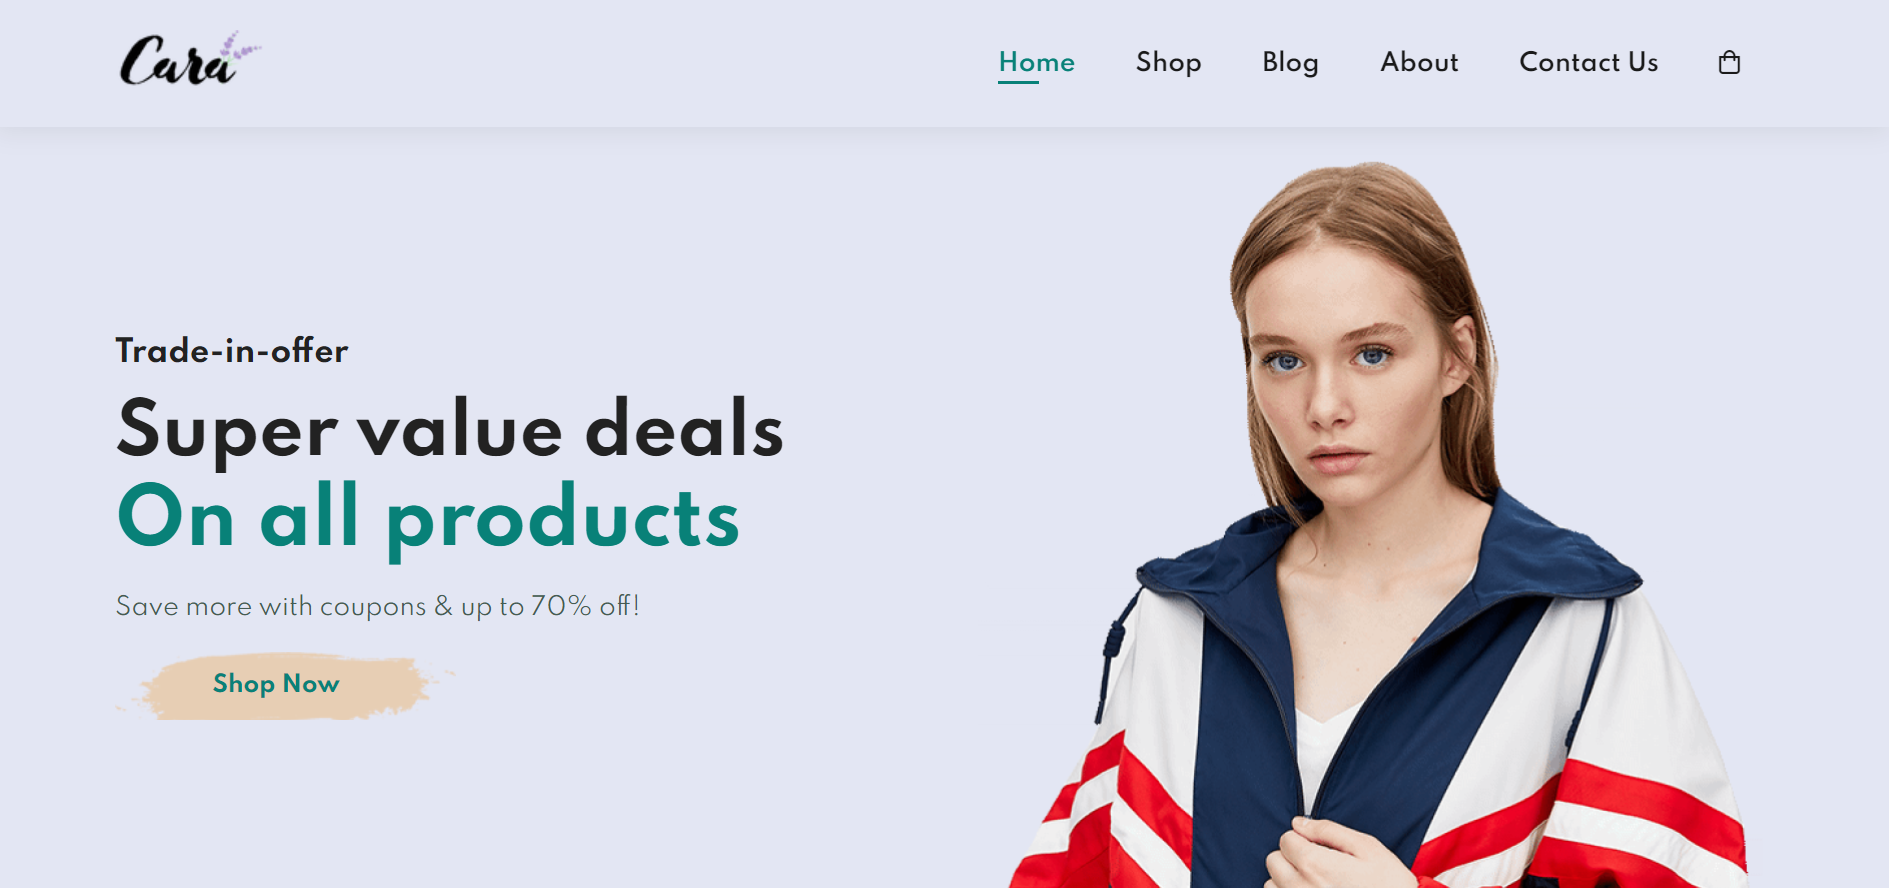 Cara
Home Shop Blog About Contact Us
Trade-in-offer
Super value deals
On all products
Save more with coupons & up to 70% off!
Shop Now